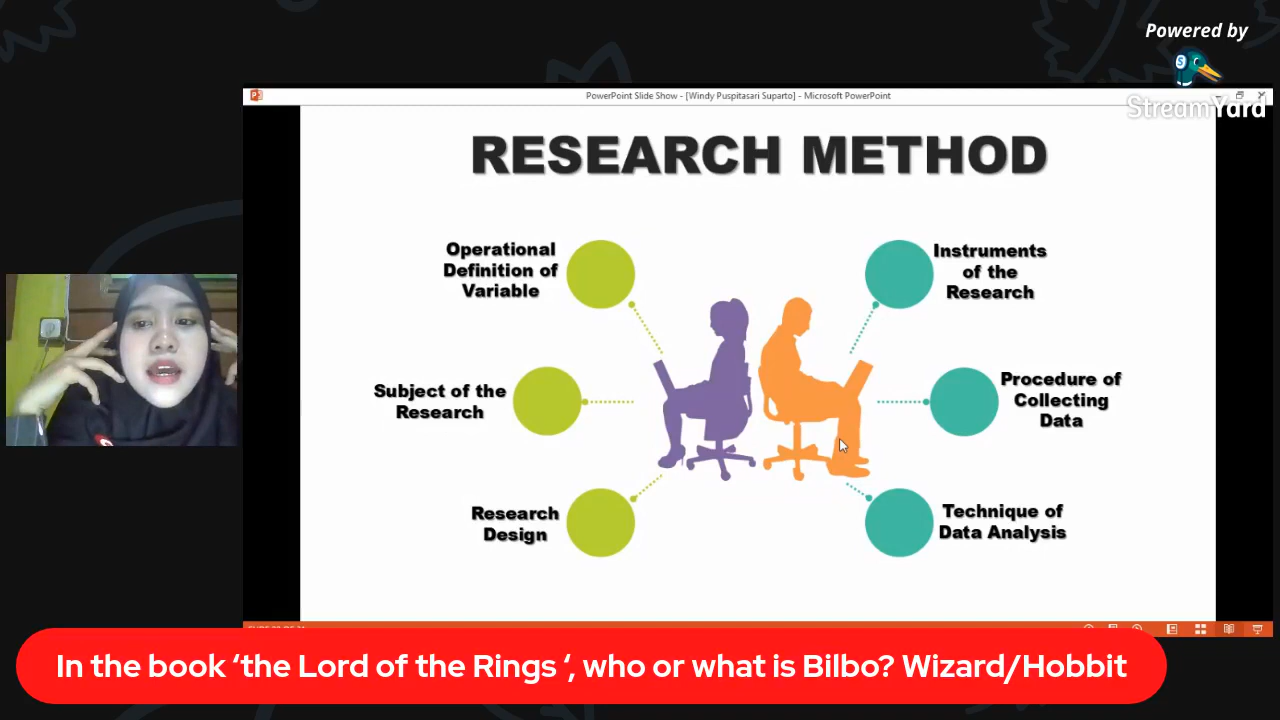 Powered by
StreamYard
PowerPoint Slide Show - [Windy Puspitasari Suparto] - Microsoft PowerPoint
RESEARCH METHOD
Operational
Definition of
Variable
Instruments
of the
Research
Subject of the
Research
Procedure of
Collecting
Data
Research
Design
Technique of
Data Analysis
In the book ‘the Lord of the Rings ‘, who or what is Bilbo? Wizard/Hobbit